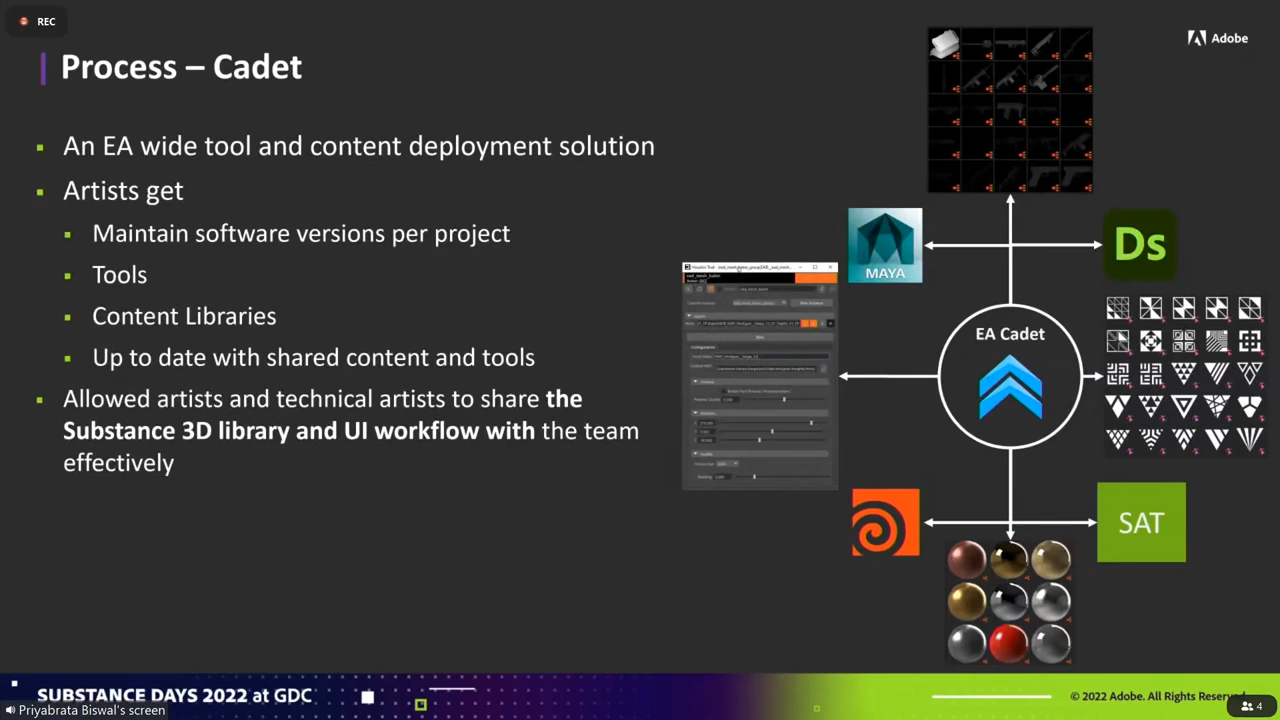 REC
Adobe
Process – Cadet
An EA wide tool and content deployment solution
Artists get
Maintain software versions per project
Tools
Content Libraries
Up to date with shared content and tools
Allowed artists and technical artists to share the
Substance 3D library and UI workflow with the team
effectively
MAYA
Ds
EA Cadet
SAT
SUBSTANCE DAYS 2022 at GDC
© 2022 Adobe. All Rights Reserved
Priyabrata Biswal's screen
4